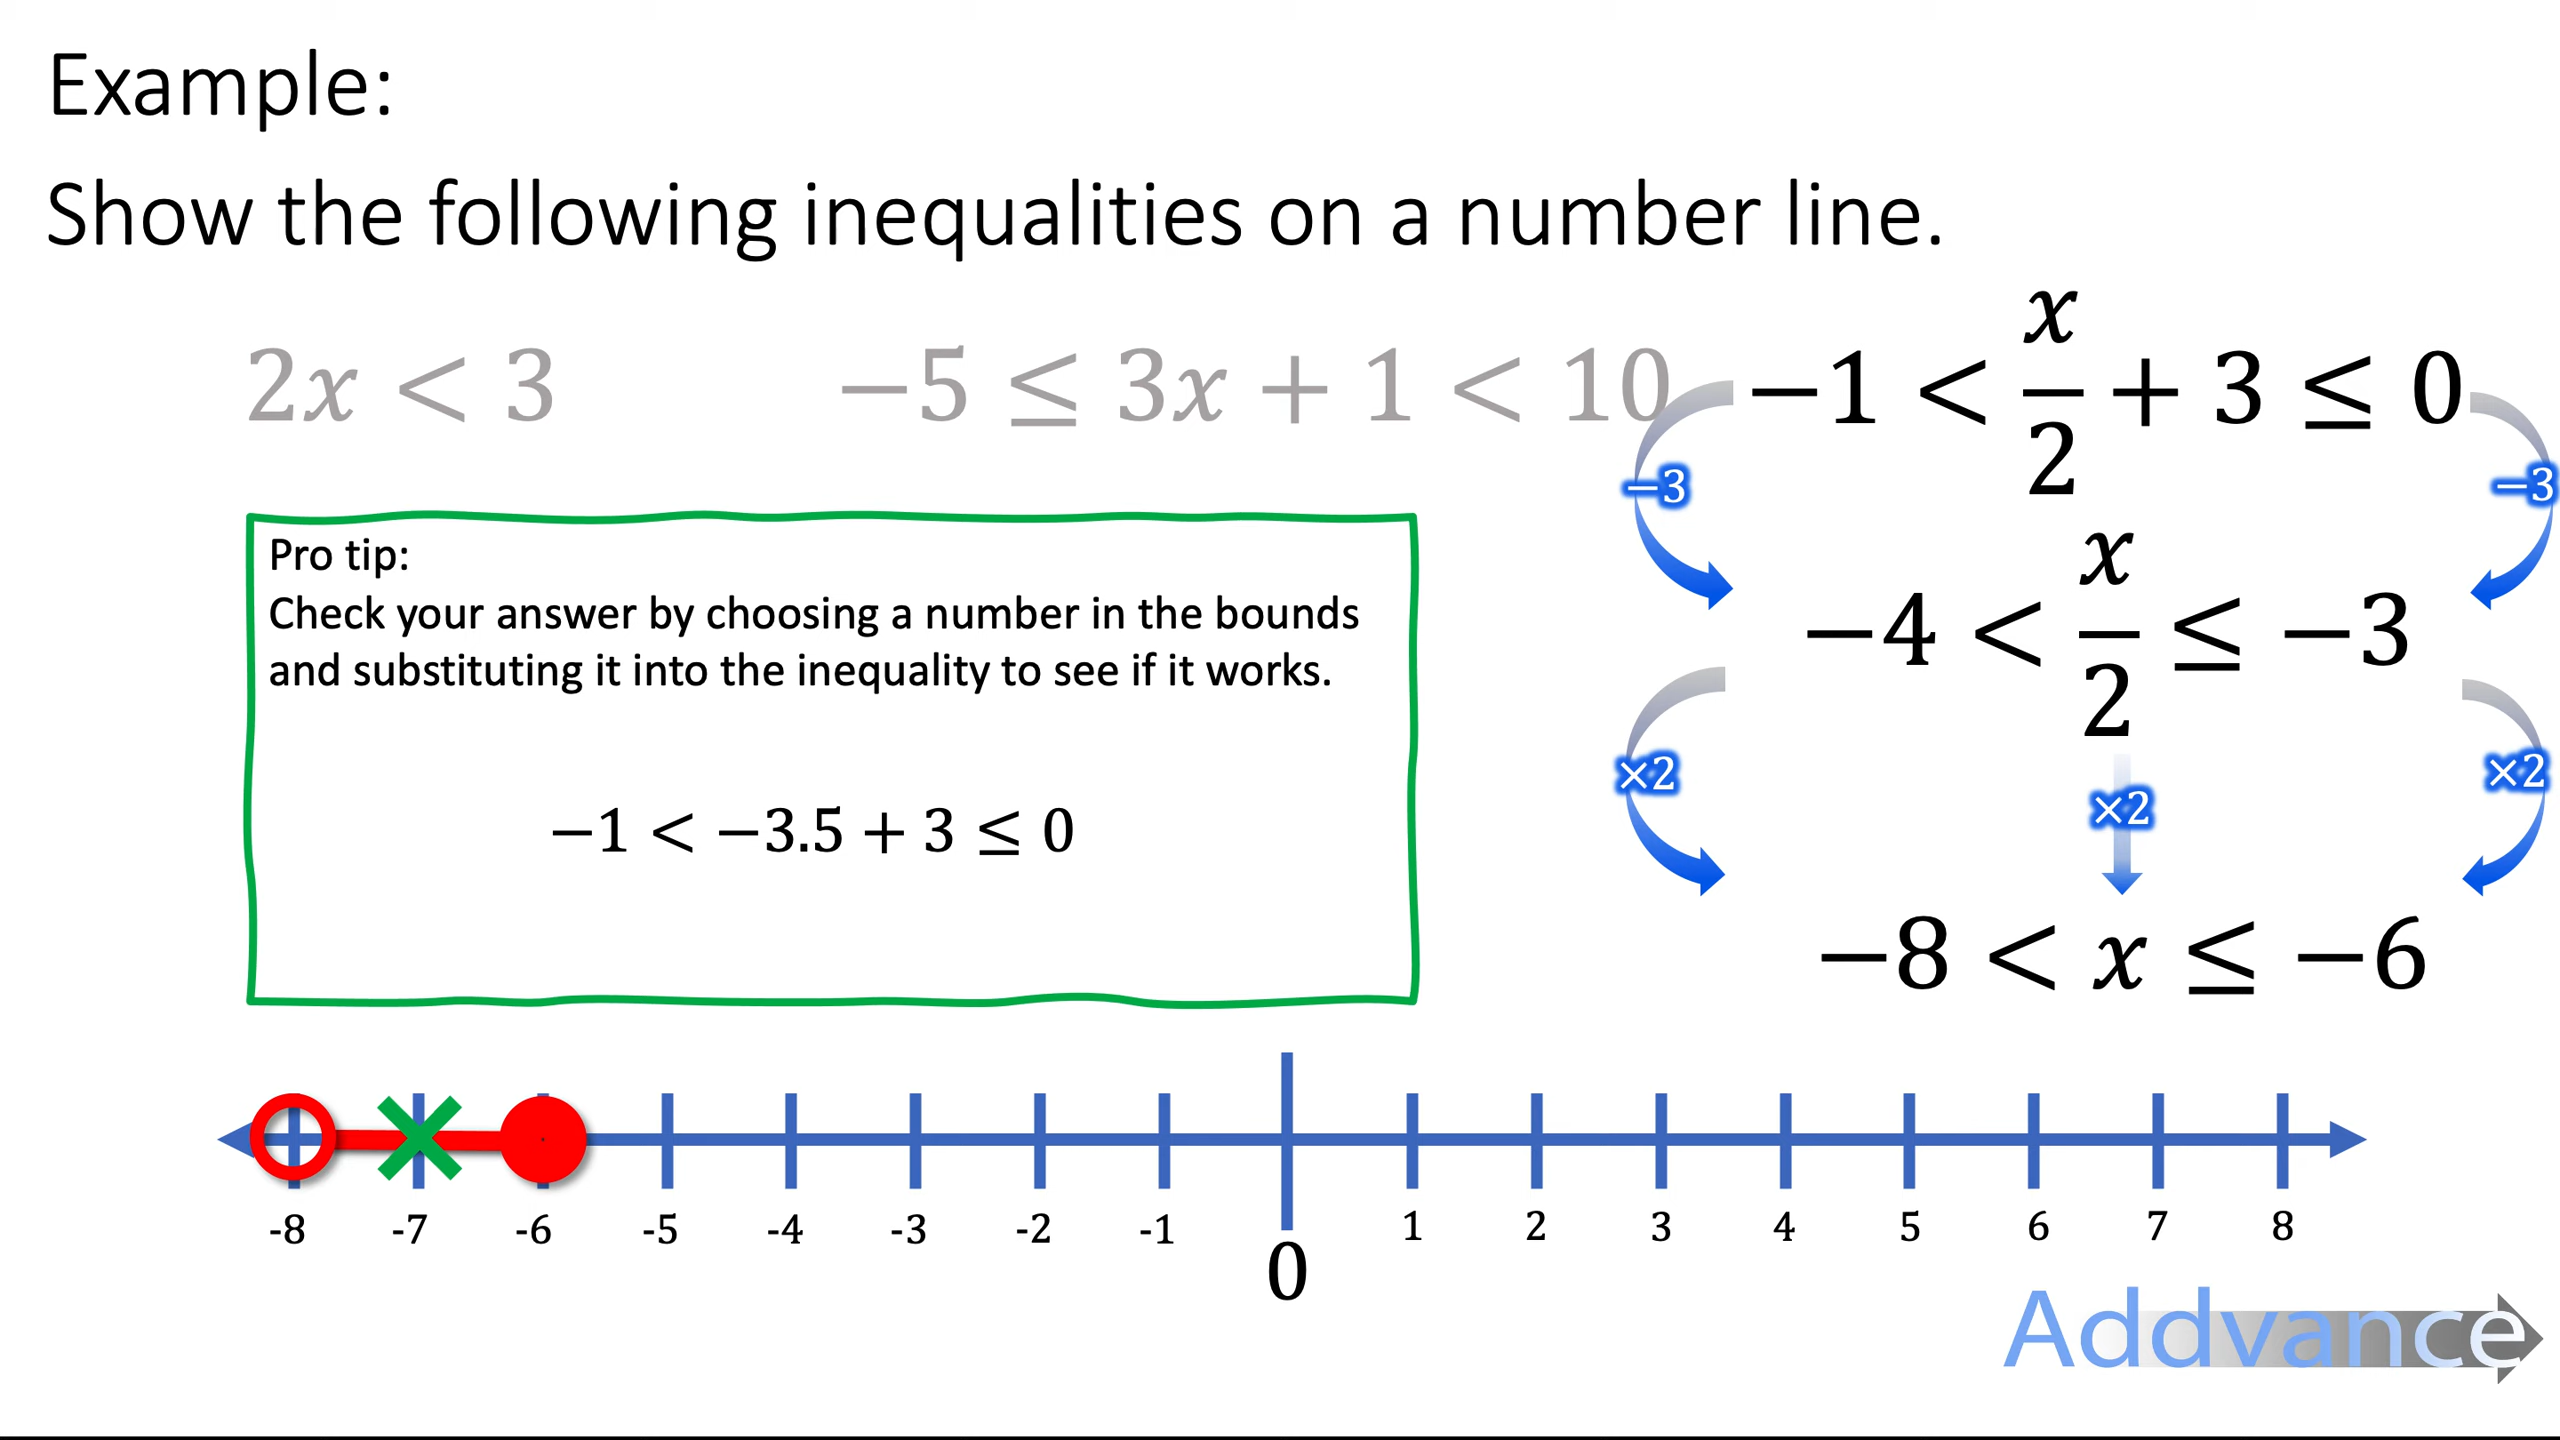 Example:
Show the following inequalities on a number line.
2x < 3
−5 ≤ 3x + 1 < 10
−1 < x/2 + 3 ≤ 0
−3
−3
Pro tip:
Check your answer by choosing a number in the bounds
and substituting it into the inequality to see if it works.
−1 < −3.5 + 3 ≤ 0
−4 < x/2 ≤ −3
×2
×2
×2
−8 < x ≤ −6
-8 -7 -6 -5 -4 -3 -2 -1 0 1 2 3 4 5 6 7 8
Addvance